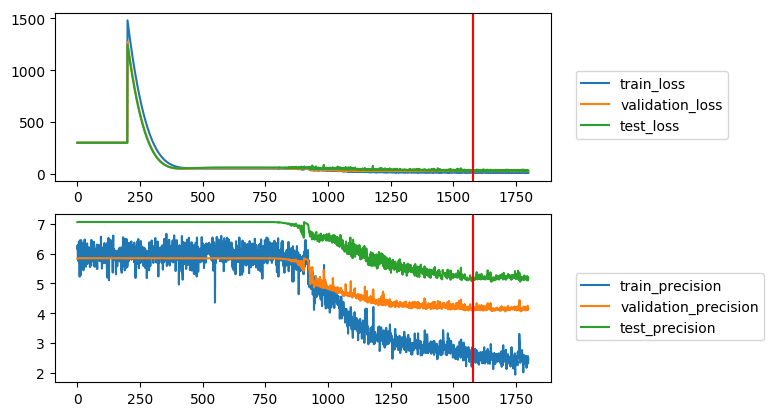 1500
1000
500
0
train_loss
validation_loss
test_loss
0 250 500 750 1000 1250 1500 1750
7
6
5
4
3
2
train_precision
validation_precision
test_precision
0 250 500 750 1000 1250 1500 1750